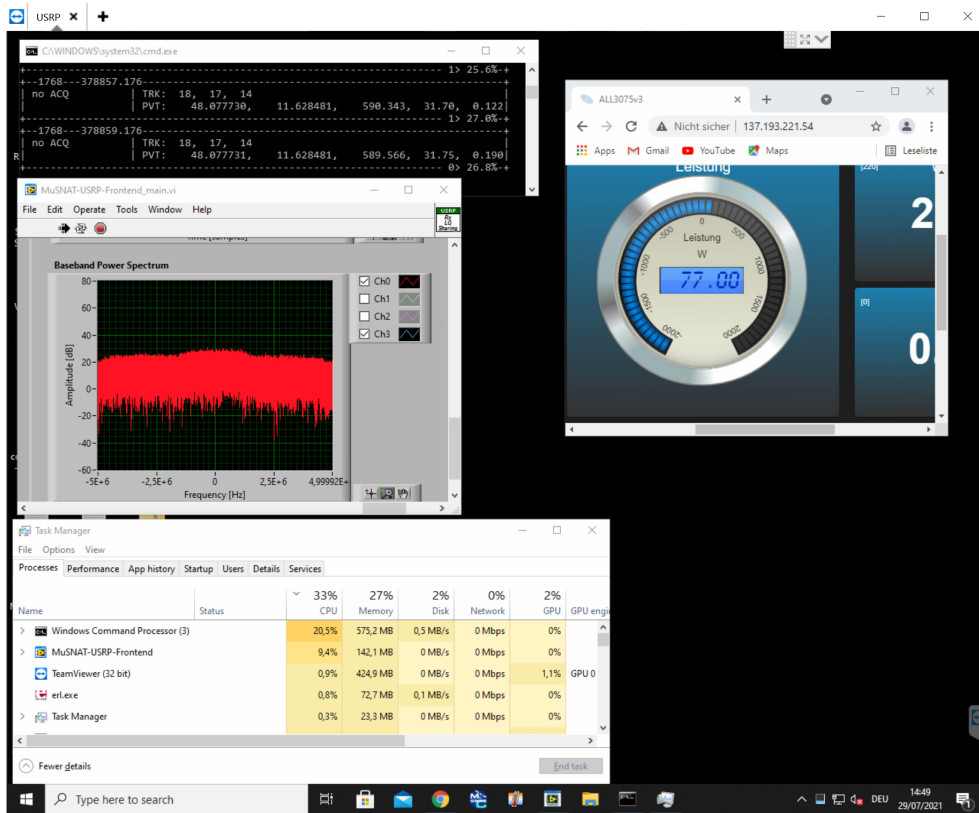 USRP
C:\WINDOWS\system32\cmd.exe
1> 25.6%
1768---378857.176
no ACQ | TRK: 18, 17, 14
PVT: 48.077730, 11.628481, 590.343, 31.70, 0.122
1> 27.0%
1768---378859.176
no ACQ | TRK: 18, 17, 14
PVT: 48.077731, 11.628481, 589.566, 31.75, 0.190
0> 26.8%
MuSNAT-USRP-Frontend_main.vi
File Edit Operate Tools Window Help
USRP
Rx
LO
Sharing
Baseband Power Spectrum
Amplitude [dB]
80
60
40
20
0
-20
-40
-60
-5E+6 -2,5E+6 0 2,5E+6 4,99992E+
Frequency [Hz]
Ch0
Ch1
Ch2
Ch3
ALL3075v3
Nicht sicher | 137.193.221.54
Apps Gmail YouTube Maps Leseliste
Leistung
-2000
-1500
-1000
-500
0
500
1000
1500
2000
Leistung
W
77.00
[220]
2
[0]
0.
Task Manager
File Options View
Processes Performance App history Startup Users Details Services
33% 27% 2% 0% 2%
Name Status CPU Memory Disk Network GPU GPU engi
Windows Command Processor (3) 20,5% 575,2 MB 0,5 MB/s 0 Mbps 0%
MuSNAT-USRP-Frontend 9,4% 142,1 MB 0 MB/s 0 Mbps 0%
TeamViewer (32 bit) 0,9% 424,9 MB 0 MB/s 0 Mbps 1,1% GPU 0
erl.exe 0,8% 72,7 MB 0,1 MB/s 0 Mbps 0%
Task Manager 0,3% 23,3 MB 0 MB/s 0 Mbps 0%
Fewer details
End task
Type here to search
DEU
14:49
29/07/2021
1